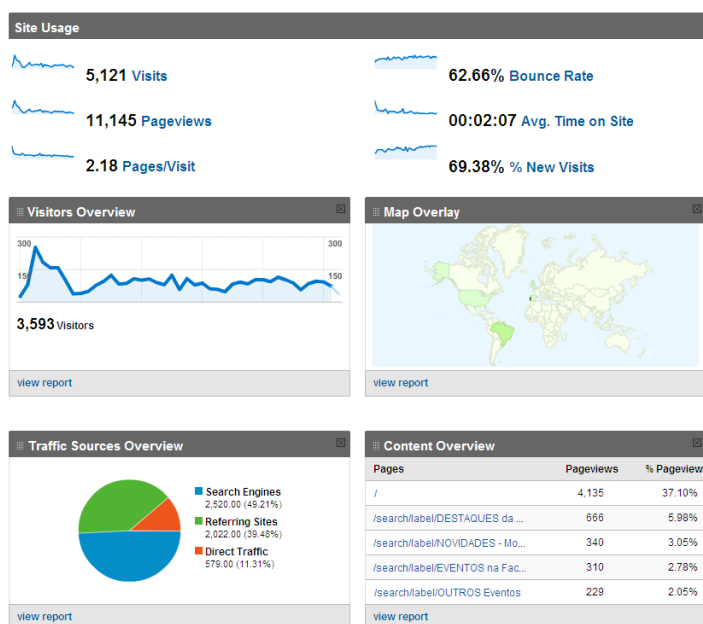 Site Usage
5,121 Visits
62.66% Bounce Rate
11,145 Pageviews
00:02:07 Avg. Time on Site
2.18 Pages/Visit
69.38% % New Visits
Visitors Overview
300
300
150
150
3,593 Visitors
view report
Map Overlay
view report
Traffic Sources Overview
Search Engines
2,520.00 (49.21%)
Referring Sites
2,022.00 (39.48%)
Direct Traffic
579.00 (11.31%)
view report
Content Overview
Pages Pageviews % Pageview
/ 4,135 37.10%
/search/label/DESTAQUES da ... 666 5.98%
/search/label/NOVIDADES - Mo... 340 3.05%
/search/label/EVENTOS na Fac... 310 2.78%
/search/label/OUTROS Eventos 229 2.05%
view report